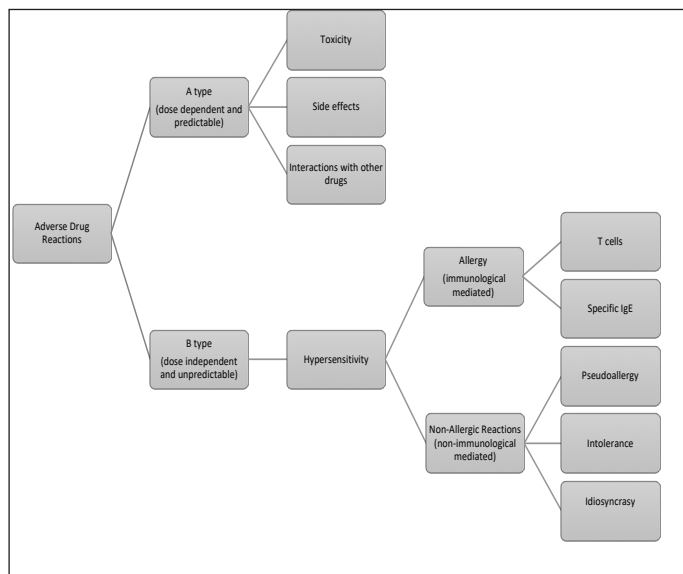 Adverse Drug
Reactions
A type
(dose dependent and
predictable)
Toxicity
Side effects
Interactions with other
drugs
B type
(dose independent
and unpredictable)
Hypersensitivity
Allergy
(immunological
mediated)
T cells
Specific IgE
Non-Allergic Reactions
(non-immunological
mediated)
Pseudoallergy
Intolerance
Idiosyncrasy